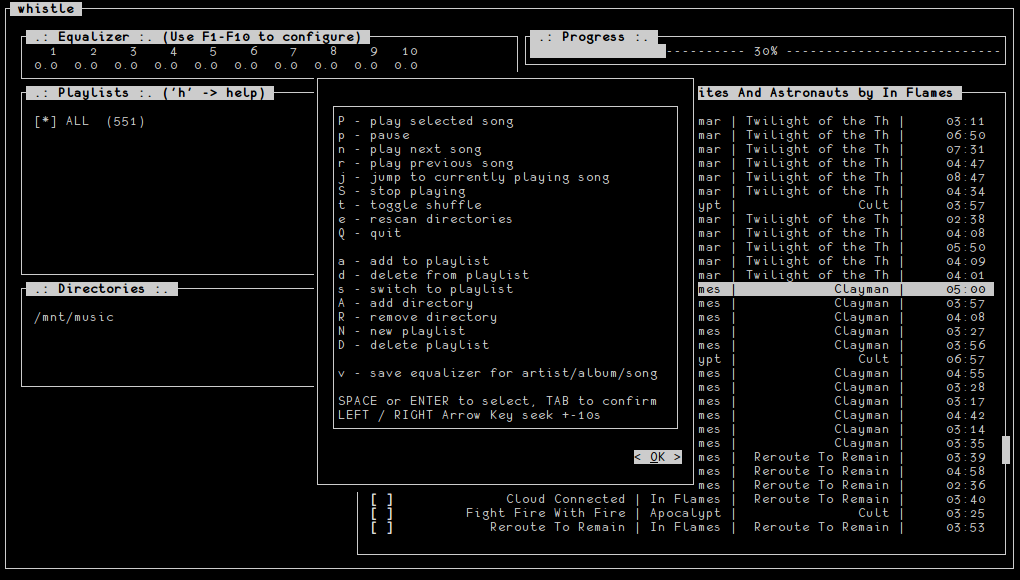 whistle
.: Equalizer :. (Use F1-F10 to configure)
1 2 3 4 5 6 7 8 9 10
0.0 0.0 0.0 0.0 0.0 0.0 0.0 0.0 0.0 0.0
.: Progress :.
---------- 30% ---------------------------
.: Playlists :. ('h' -> help)
[*] ALL (551)
.: Directories :.
/mnt/music
P - play selected song
p - pause
n - play next song
r - play previous song
j - jump to currently playing song
S - stop playing
t - toggle shuffle
e - rescan directories
Q - quit
a - add to playlist
d - delete from playlist
s - switch to playlist
A - add directory
R - remove directory
N - new playlist
D - delete playlist
v - save equalizer for artist/album/song
SPACE or ENTER to select, TAB to confirm
LEFT / RIGHT Arrow Key seek +-10s
< OK >
ites And Astronauts by In Flames
mar | Twilight of the Th | 03:11
mar | Twilight of the Th | 06:50
mar | Twilight of the Th | 07:31
mar | Twilight of the Th | 04:47
mar | Twilight of the Th | 08:47
mar | Twilight of the Th | 04:34
ypt | Cult | 03:57
mar | Twilight of the Th | 02:38
mar | Twilight of the Th | 04:08
mar | Twilight of the Th | 05:50
mar | Twilight of the Th | 04:09
mar | Twilight of the Th | 04:01
mes | Clayman | 05:00
mes | Clayman | 03:57
mes | Clayman | 04:08
mes | Clayman | 03:27
mes | Clayman | 03:56
ypt | Cult | 06:57
mes | Clayman | 04:55
mes | Clayman | 03:28
mes | Clayman | 03:17
mes | Clayman | 04:42
mes | Clayman | 03:14
mes | Clayman | 03:35
mes | Reroute To Remain | 03:39
mes | Reroute To Remain | 04:58
mes | Reroute To Remain | 02:36
[ ] Cloud Connected | In Flames | Reroute To Remain | 03:40
[ ] Fight Fire With Fire | Apocalypt | Cult | 03:25
[ ] Reroute To Remain | In Flames | Reroute To Remain | 03:53